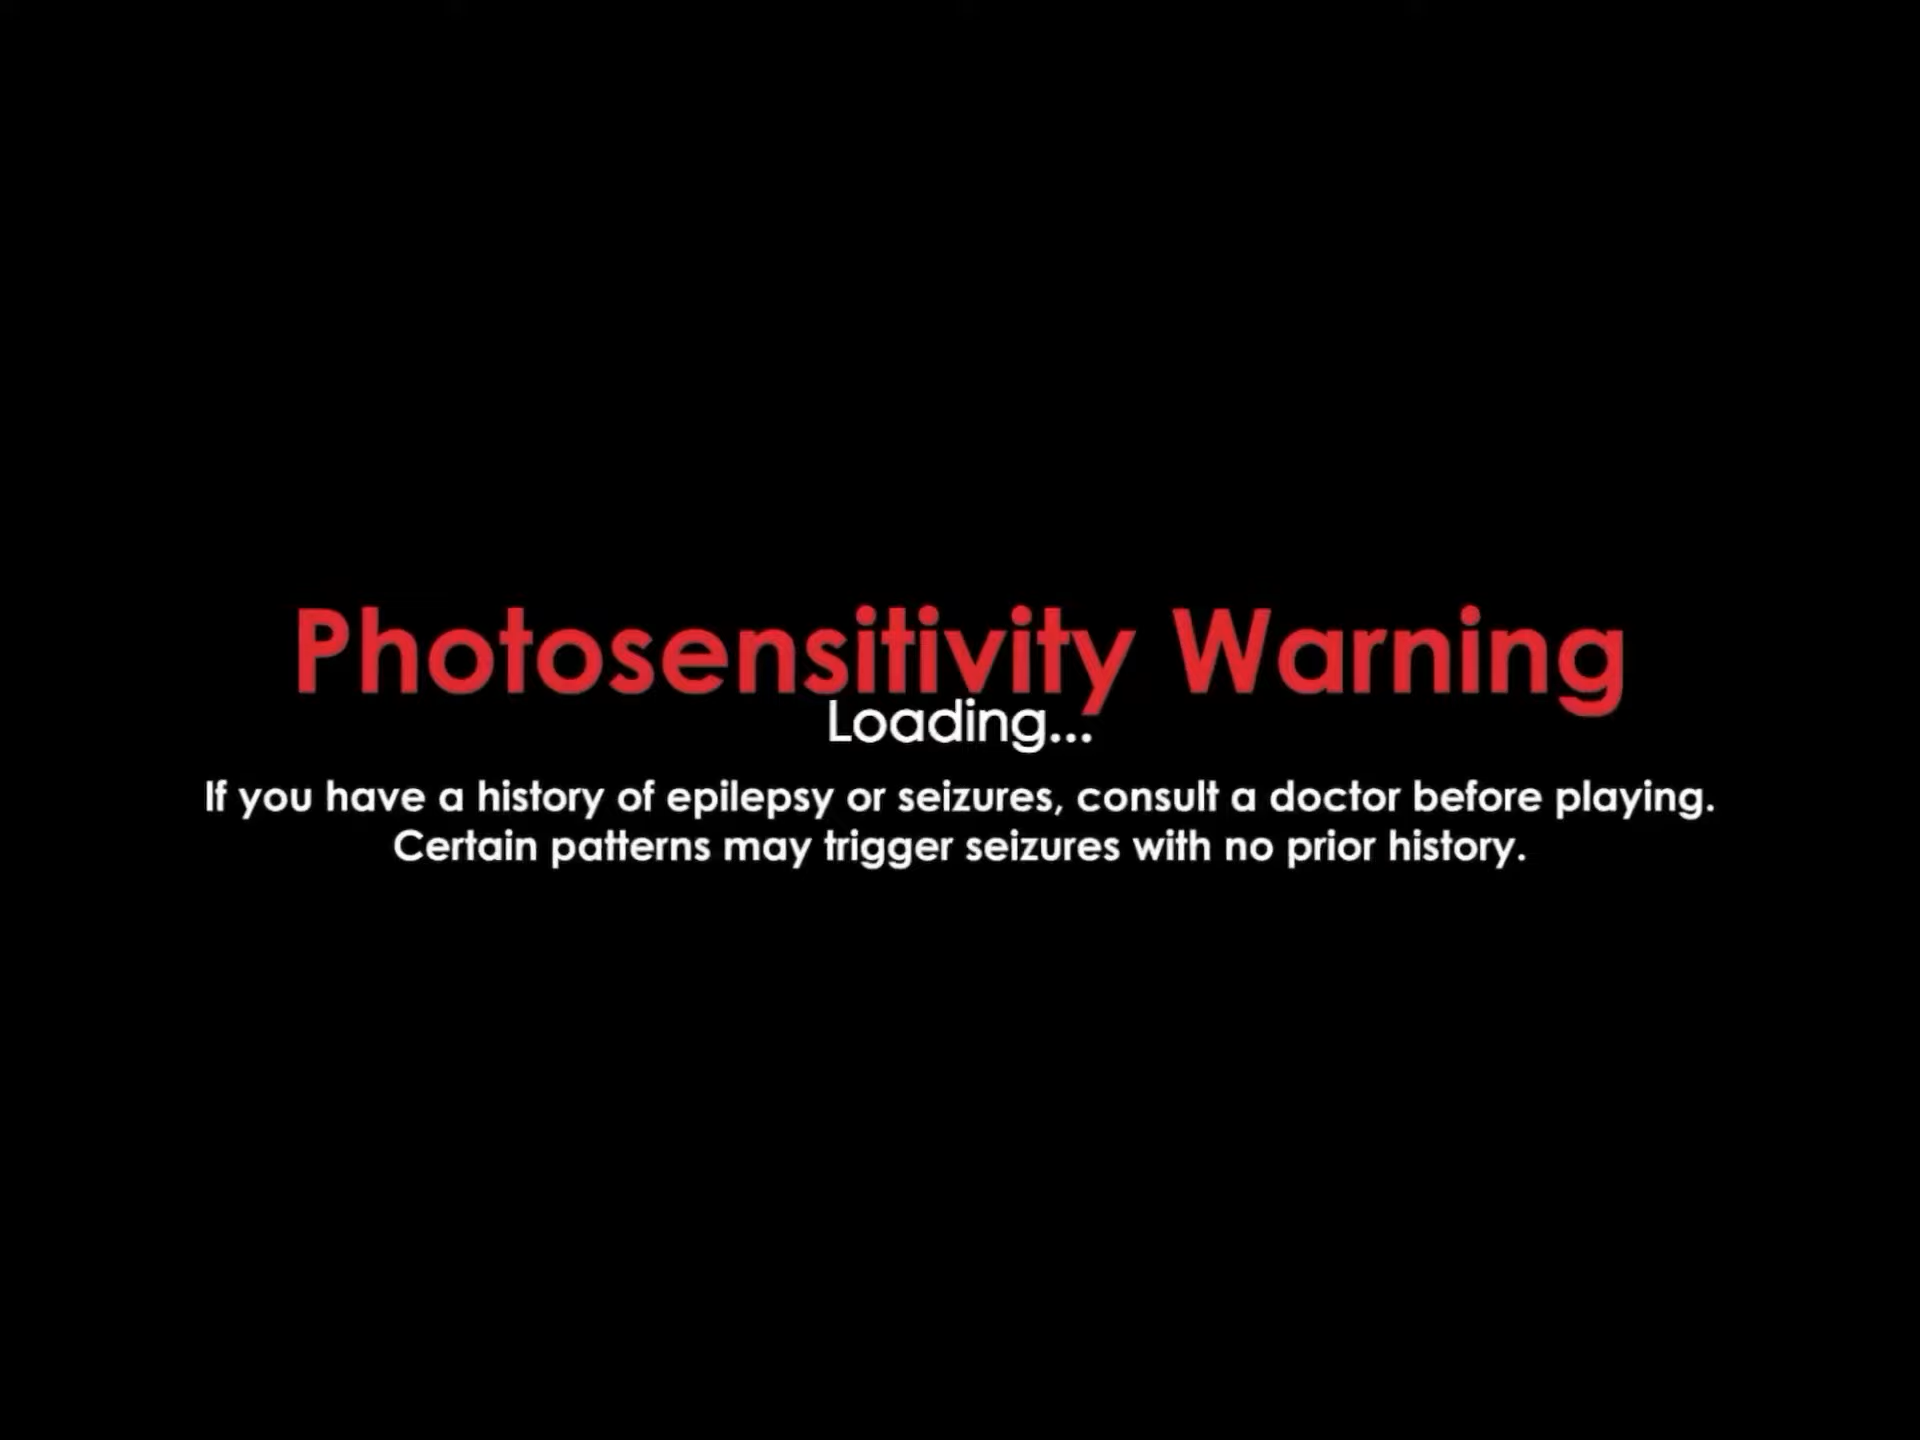 Photosensitivity Warning
Loading...
If you have a history of epilepsy or seizures, consult a doctor before playing.
Certain patterns may trigger seizures with no prior history.